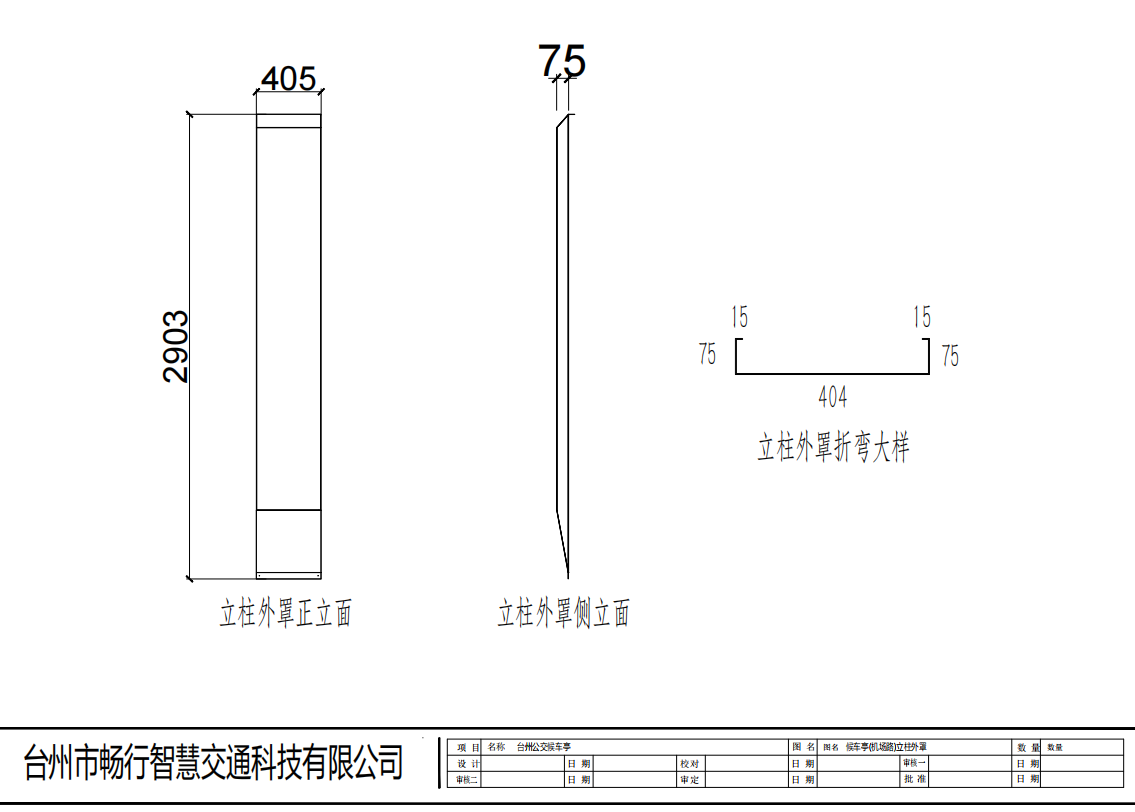 405
75
2903
15
15
75
75
404
立柱外罩折弯大样
立柱外罩正立面
立柱外罩侧立面
台州市畅行智慧交通科技有限公司
项 目 名称 台州公交候车亭 图 名 图名 候车亭(机场路)立柱外罩 数 量 数量
设 计 日 期 校对 日 期 审核一 日 期
审核二 日 期 审定 日 期 批 准 日 期